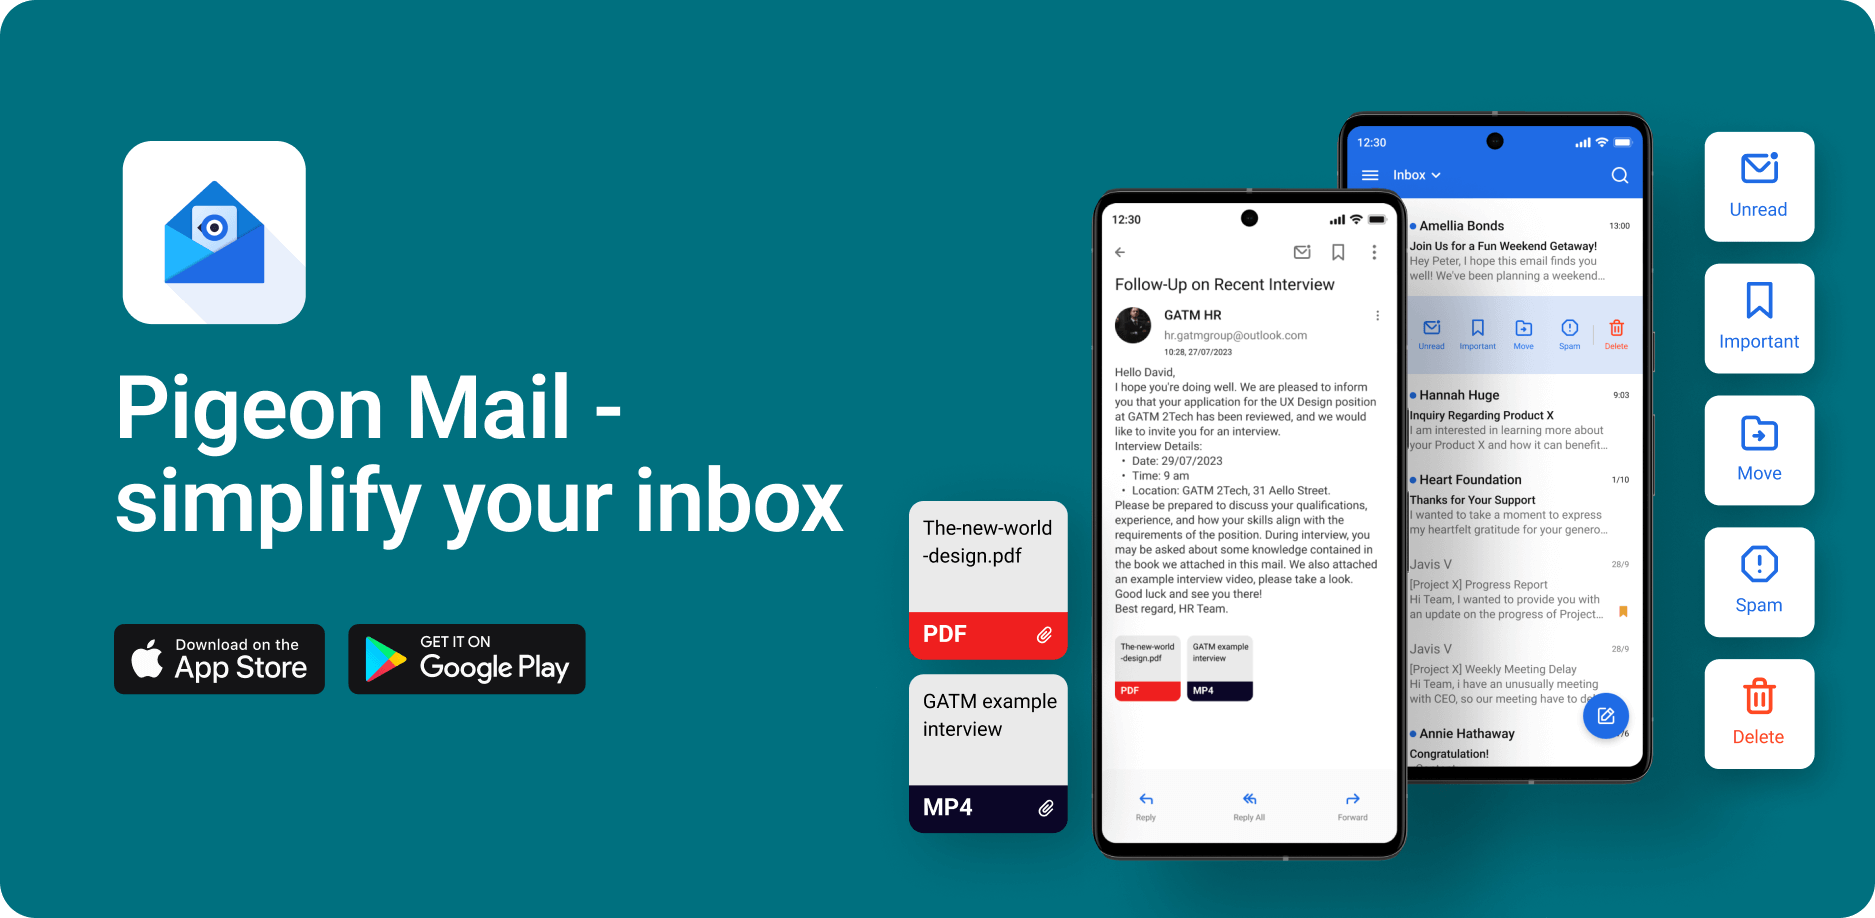 Pigeon Mail -
simplify your inbox
Download on the
App Store
GET IT ON
Google Play
The-new-world
-design.pdf
PDF
GATM example
interview
MP4
12:30
Follow-Up on Recent Interview
GATM HR
hr.gatmgroup@outlook.com
10:28, 27/07/2023
Hello David,
I hope you're doing well. We are pleased to inform
you that your application for the UX Design position
at GATM 2Tech has been reviewed, and we would
like to invite you for an interview.
Interview Details:
• Date: 29/07/2023
• Time: 9 am
• Location: GATM 2Tech, 31 Aello Street.
Please be prepared to discuss your qualifications,
experience, and how your skills align with the
requirements of the position. During interview, you
may be asked about some knowledge contained in
the book we attached in this mail. We also attached
an example interview video, please take a look.
Good luck and see you there!
Best regard, HR Team.
The-new-world
-design.pdf
PDF
GATM example
interview
MP4
Reply
Reply All
Forward
12:30
Inbox
Amellia Bonds 13:00
Join Us for a Fun Weekend Getaway!
Hey Peter, I hope this email finds you
well! We've been planning a weekend...
Unread
Important
Move
Spam
Delete
Hannah Huge 9:03
Inquiry Regarding Product X
I am interested in learning more about
your Product X and how it can benefit...
Heart Foundation 1/10
Thanks for Your Support
I wanted to take a moment to express
my heartfelt gratitude for your genero...
Javis V 28/9
[Project X] Progress Report
Hi Team, I wanted to provide you with
an update on the progress of Project...
Javis V 28/9
[Project X] Weekly Meeting Delay
Hi Team, i have an unusually meeting
with CEO, so our meeting have to
Annie Hathaway
Congratulation!
Unread
Important
Move
Spam
Delete